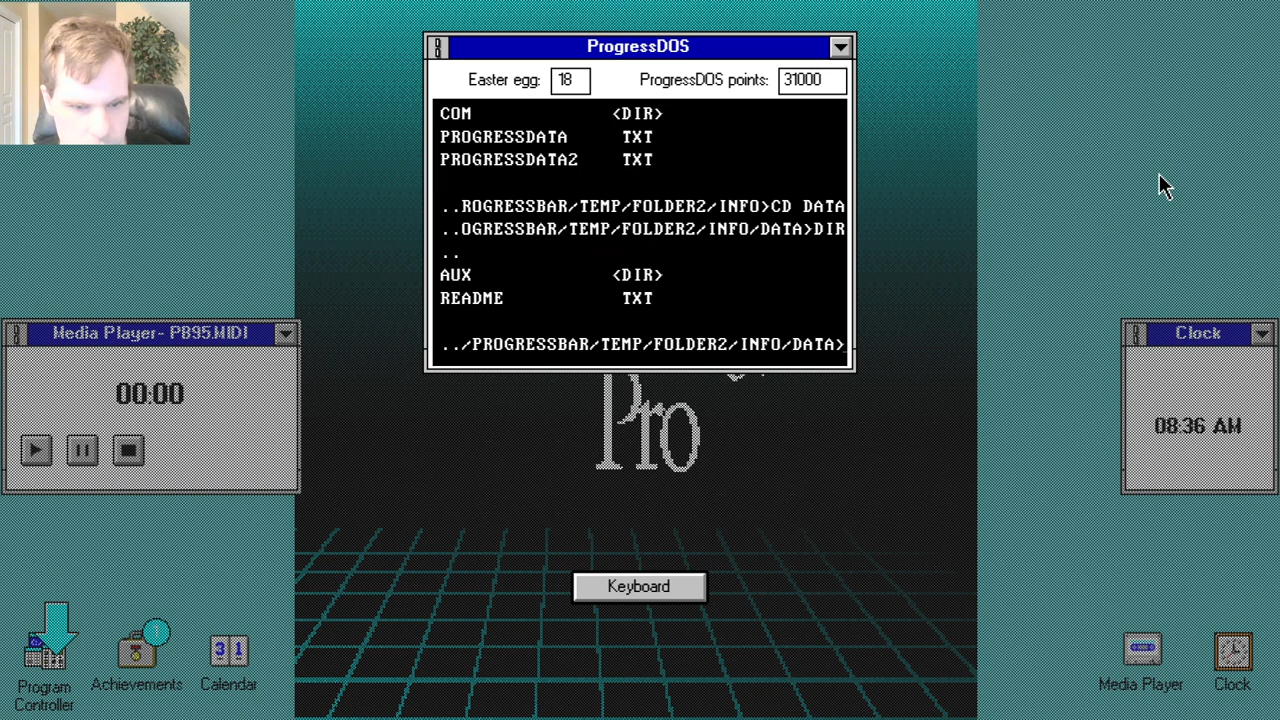 ProgressDOS
Easter egg: 18 ProgressDOS points: 31000
COM <DIR>
PROGRESSDATA TXT
PROGRESSDATA2 TXT
..ROGRESSBAR/TEMP/FOLDER2/INFO>CD DATA
..OGRESSBAR/TEMP/FOLDER2/INFO/DATA>DIR
..
AUX <DIR>
README TXT
../PROGRESSBAR/TEMP/FOLDER2/INFO/DATA>_
Media Player- PB95.MIDI
00:00
Clock
08:36 AM
Pro
Keyboard
31
Program
Controller
Achievements
Calendar
Media Player
Clock